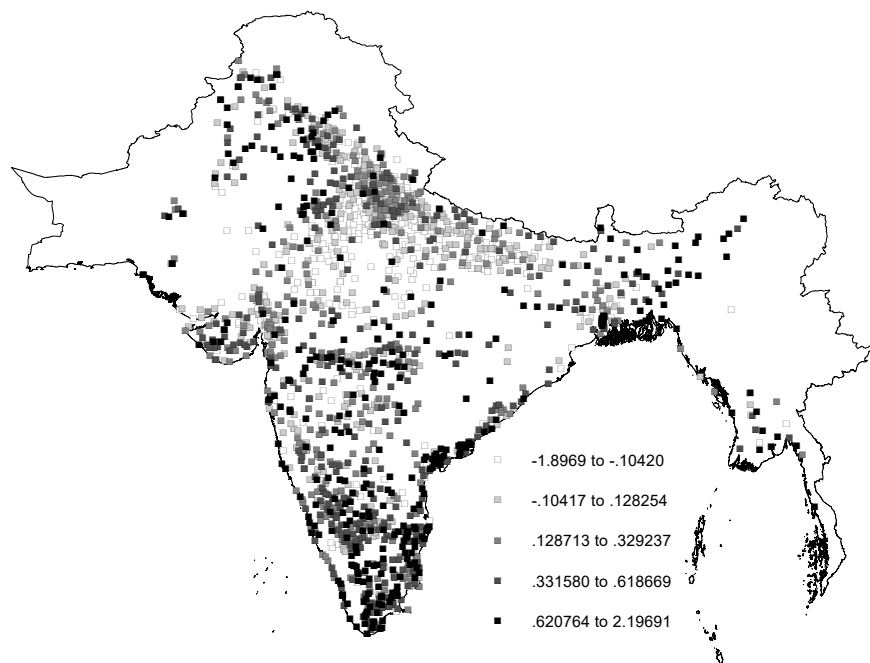 -1.8969 to -.10420
-.10417 to .128254
.128713 to .329237
.331580 to .618669
.620764 to 2.19691